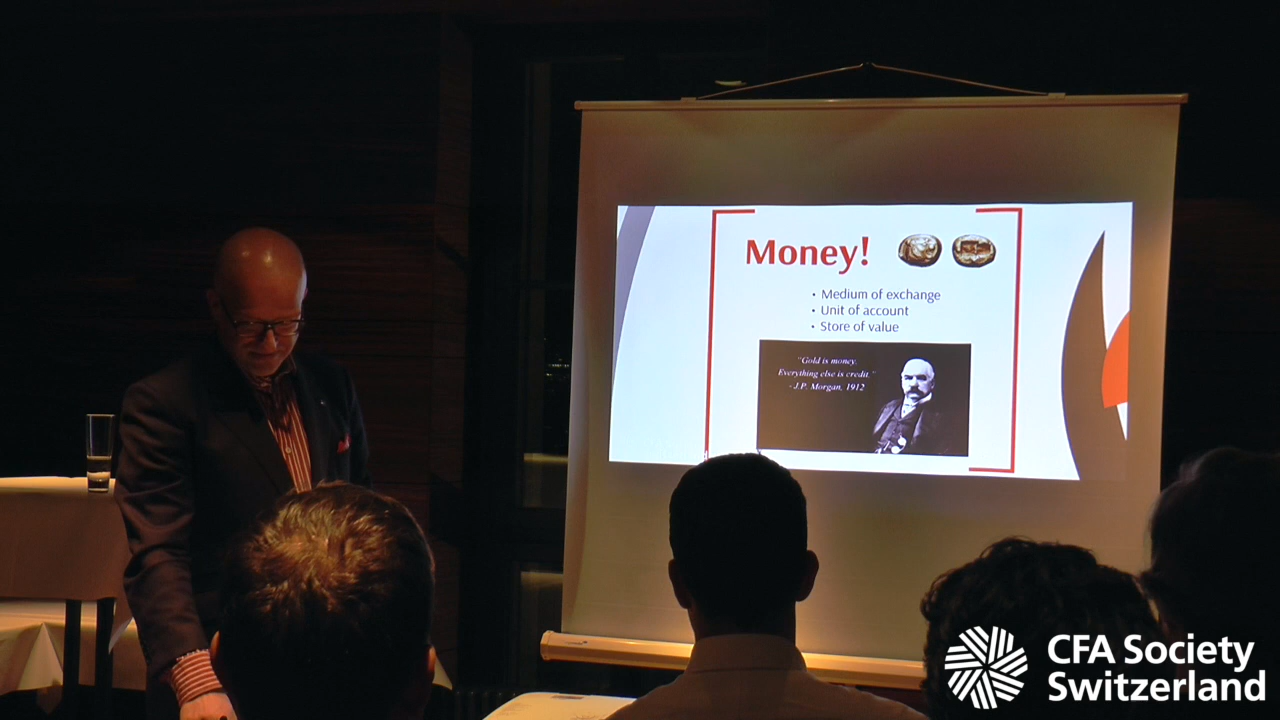 Money!
• Medium of exchange
• Unit of account
• Store of value
"Gold is money.
Everything else is credit."
- J.P. Morgan, 1912
CFA Society
Switzerland